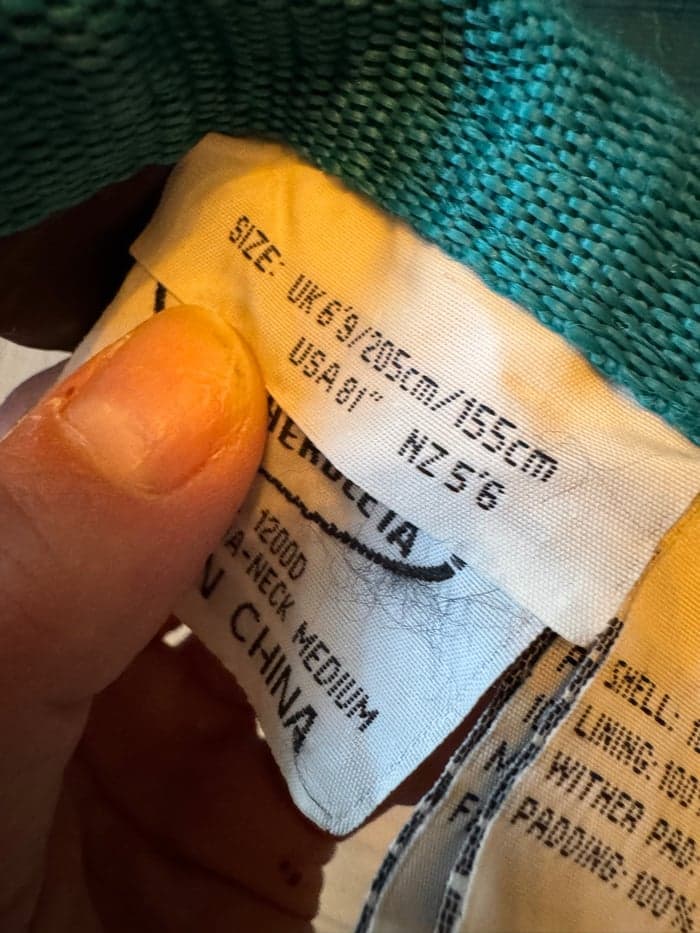 SIZE: UK 6'9/205cm/155cm
USA 81" NZ 5'6
1200D
A-NECK MEDIUM
N CHINA
SHELL:
LINING: 100
WITHER PAD
PADDING: 100%